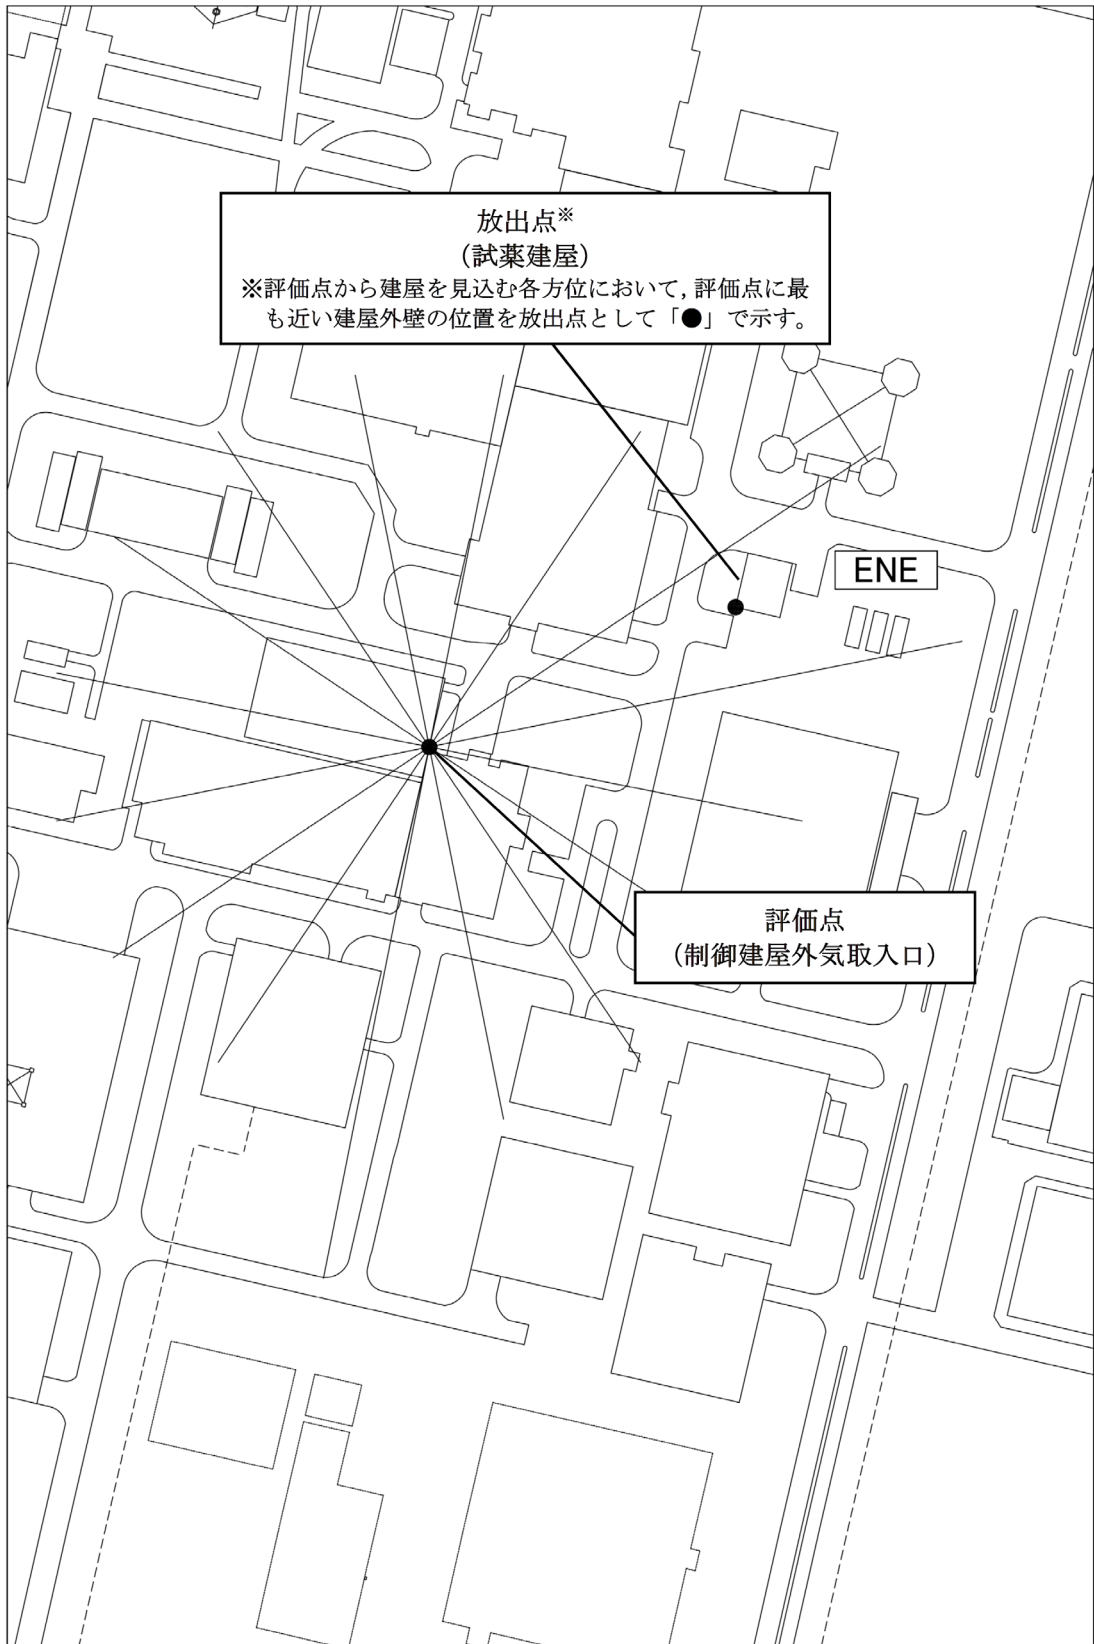 放出点※
(試薬建屋)
※評価点から建屋を見込む各方位において,評価点に最
も近い建屋外壁の位置を放出点として「●」で示す。
ENE
評価点
(制御建屋外気取入口)